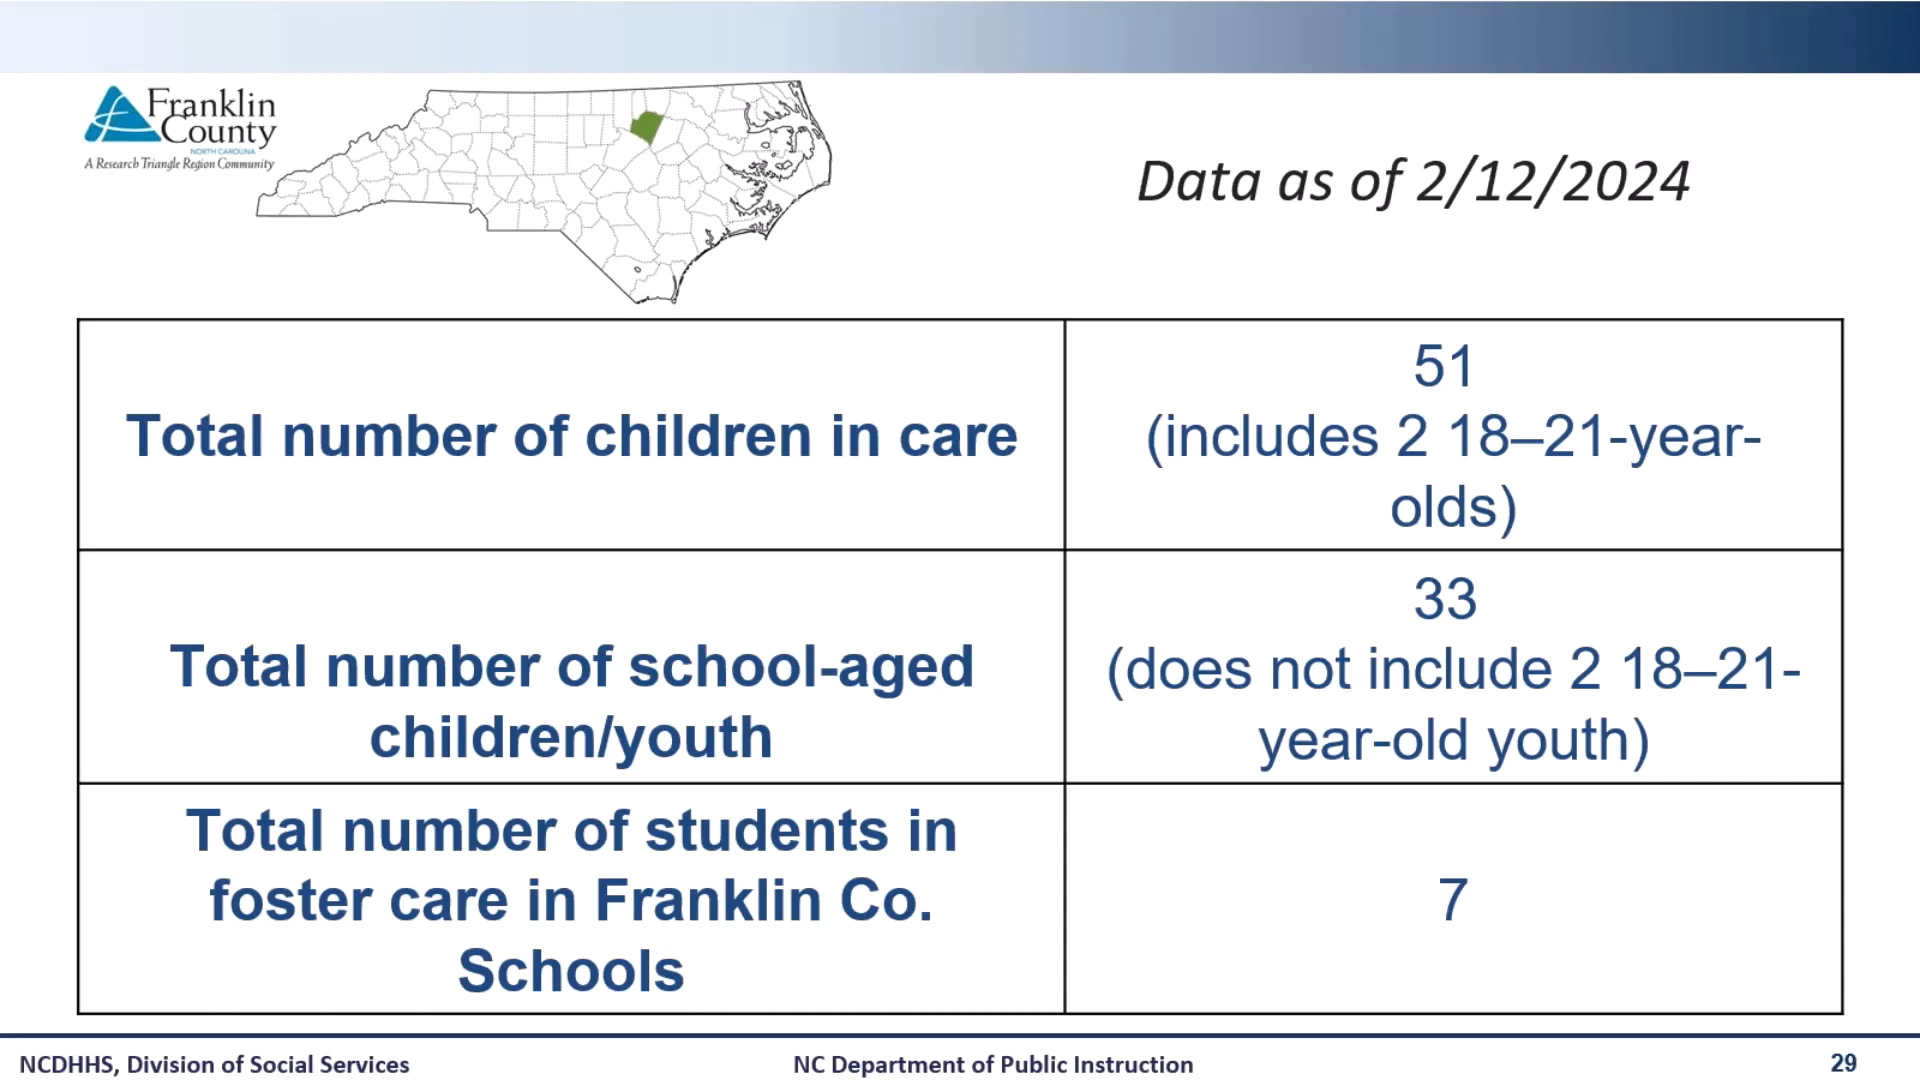 Franklin
County
NORTH CAROLINA
A Research Triangle Region Community
Data as of 2/12/2024
Total number of children in care
51
(includes 2 18–21-year-
olds)
Total number of school-aged
children/youth
33
(does not include 2 18–21-
year-old youth)
Total number of students in
foster care in Franklin Co.
Schools
7
NCDHHS, Division of Social Services
NC Department of Public Instruction
29